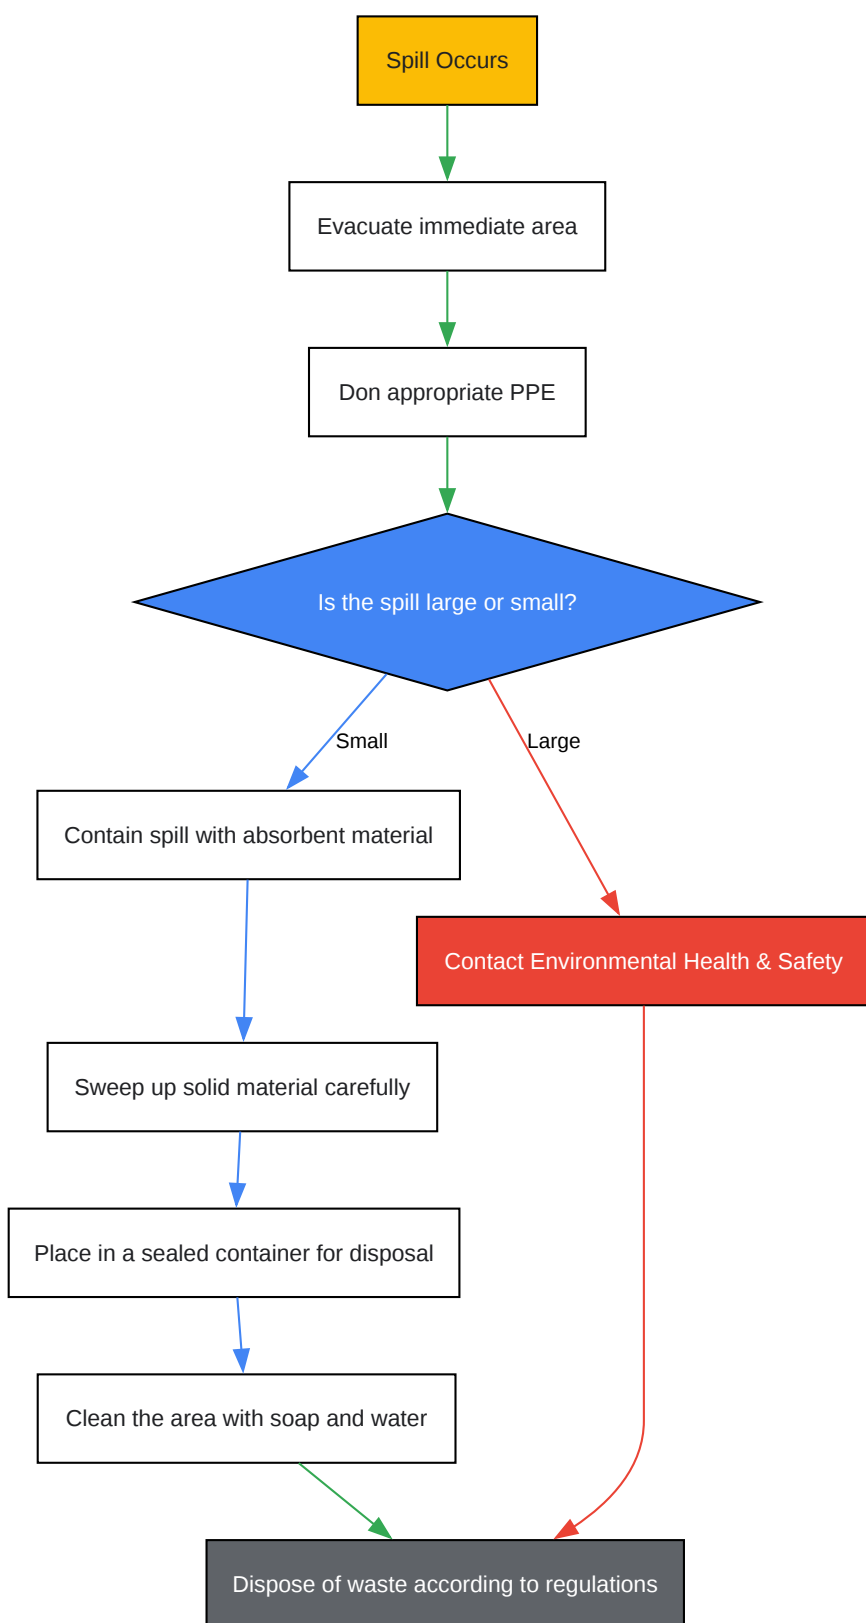 Spill Occurs
Evacuate immediate area
Don appropriate PPE
Is the spill large or small?
Small
Large
Contain spill with absorbent material
Contact Environmental Health & Safety
Sweep up solid material carefully
Place in a sealed container for disposal
Clean the area with soap and water
Dispose of waste according to regulations